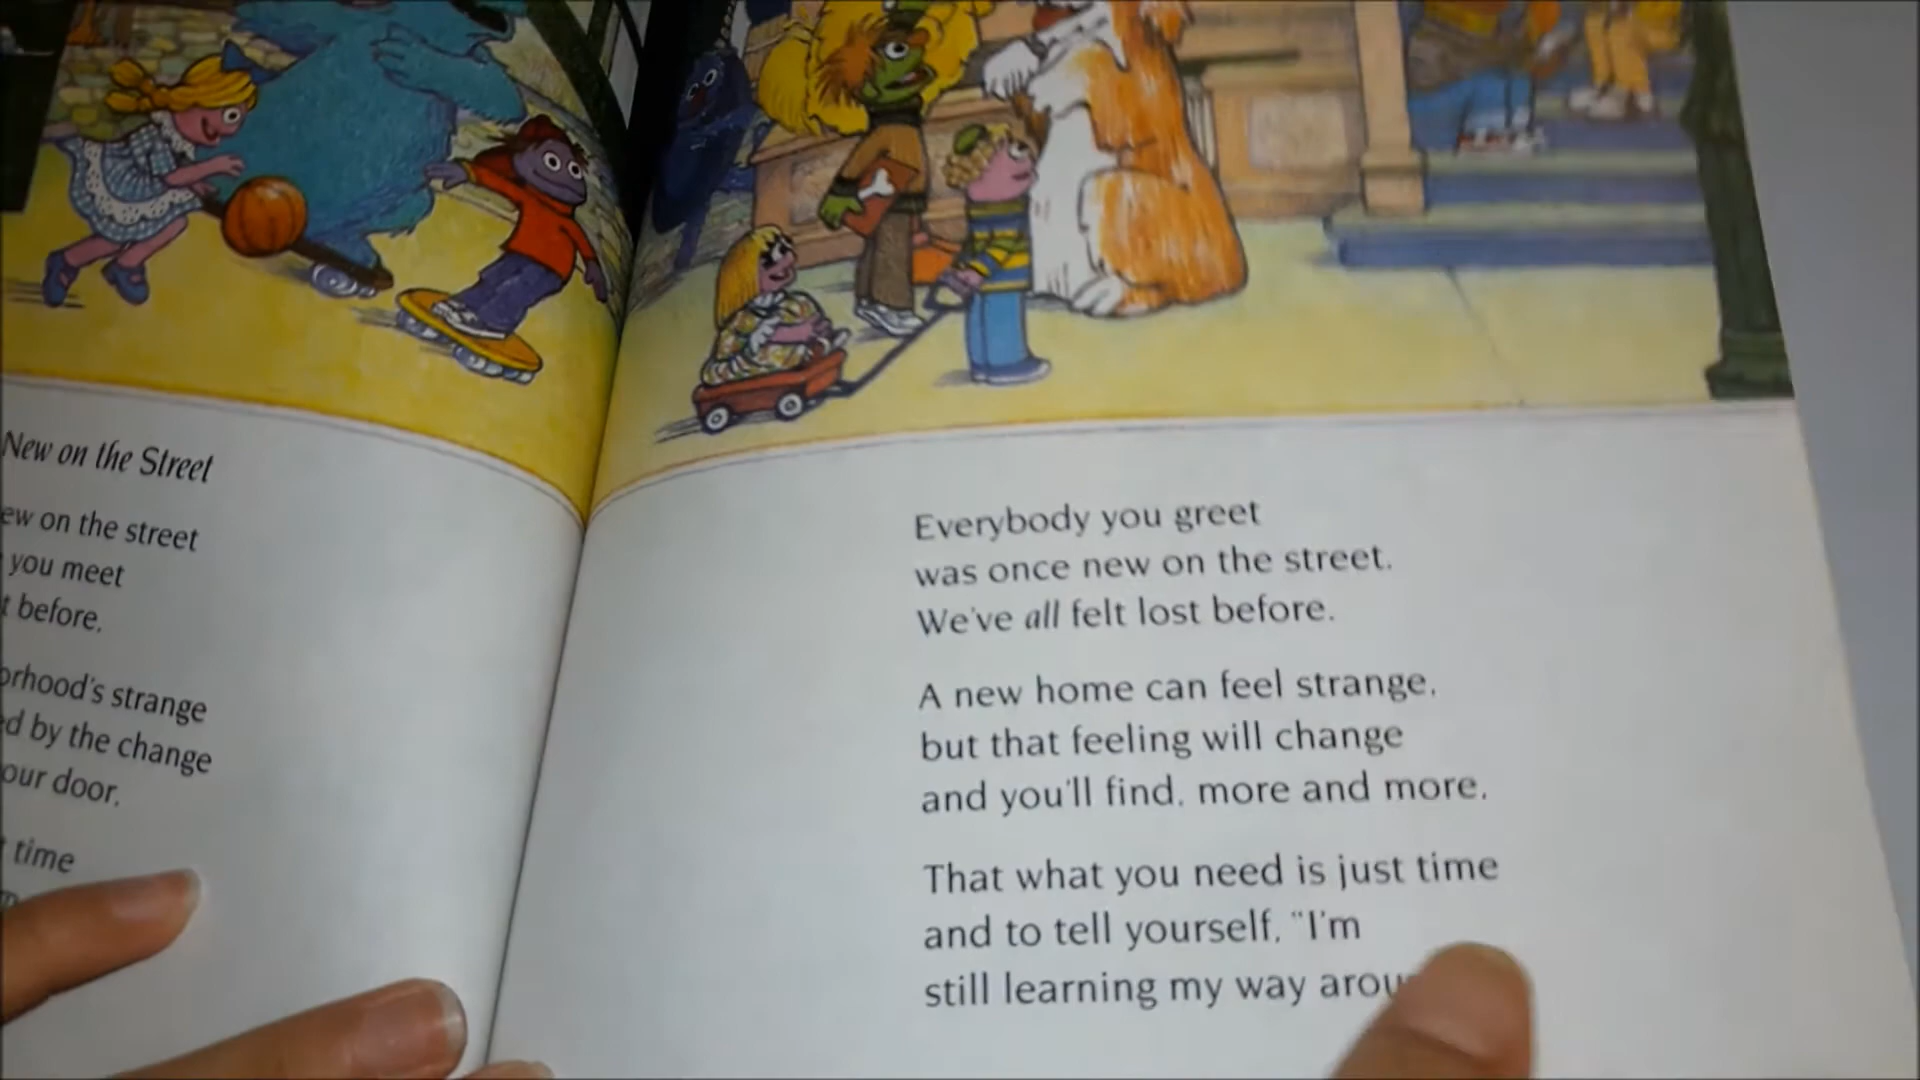 New on the Street
on the street
you meet
before.
strange
by the change
our door.
time
Everybody you greet
was once new on the street.
We've all felt lost before.
A new home can feel strange,
but that feeling will change
and you'll find, more and more,
That what you need is just time
and to tell yourself, "I'm
still learning my way